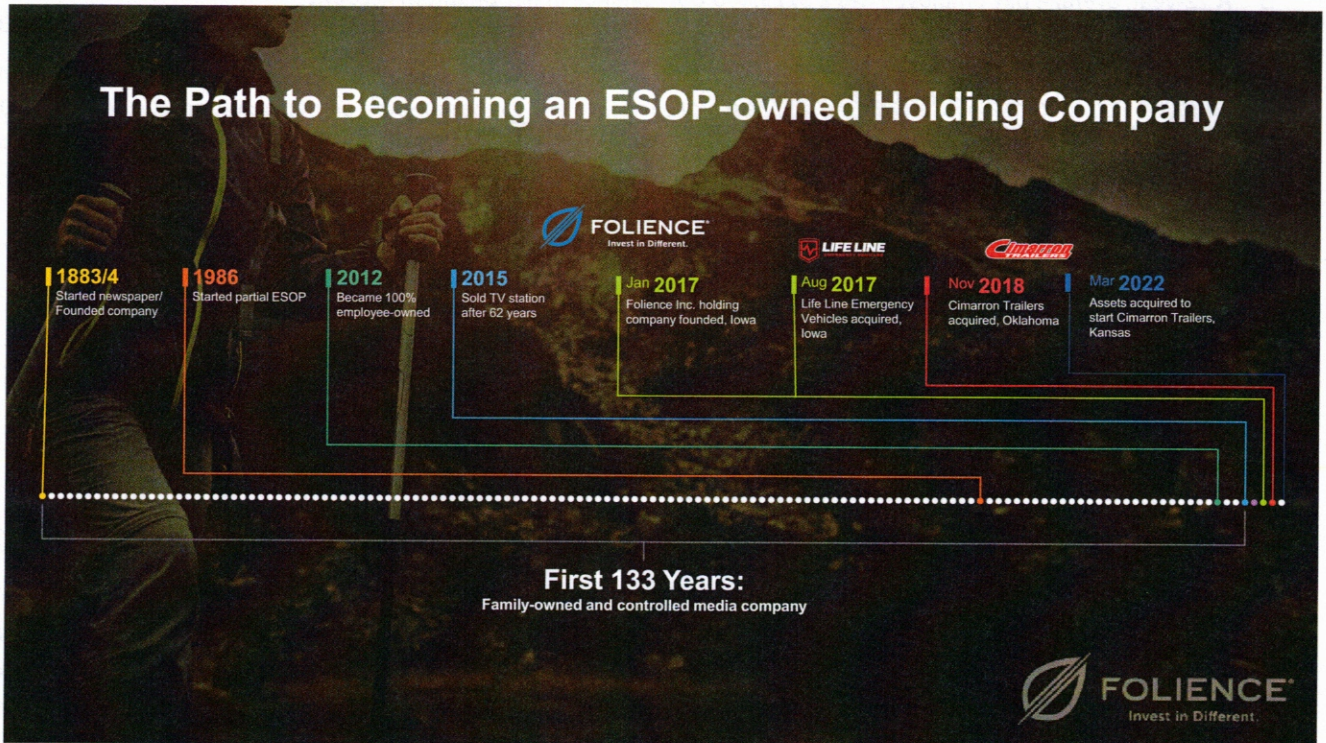 The Path to Becoming an ESOP-owned Holding Company
FOLIENCE®
Invest in Different.
LIFE LINE
EMERGENCY VEHICLES
Cimarron
TRAILERS
1883/4
Started newspaper/
Founded company
1986
Started partial ESOP
2012
Became 100%
employee-owned
2015
Sold TV station
after 62 years
Jan 2017
Folience Inc. holding
company founded, Iowa
Aug 2017
Life Line Emergency
Vehicles acquired,
Iowa
Nov 2018
Cimarron Trailers
acquired, Oklahoma
Mar 2022
Assets acquired to
start Cimarron Trailers,
Kansas
First 133 Years:
Family-owned and controlled media company
FOLIENCE®
Invest in Different.